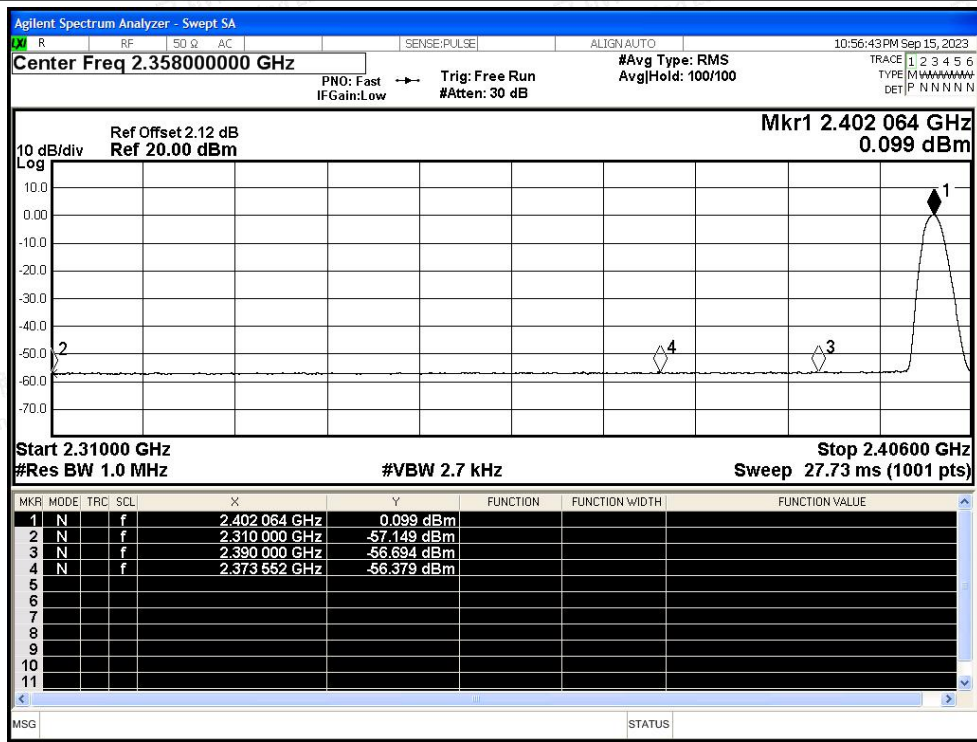 Agilent Spectrum Analyzer - Swept SA
LXI R RF 50 Ω AC SENSE:PULSE ALIGN AUTO 10:56:43 PM Sep 15, 2023
Center Freq 2.358000000 GHz
PNO: Fast
IFGain:Low
Trig: Free Run
#Atten: 30 dB
#Avg Type: RMS
Avg|Hold: 100/100
TRACE 1 2 3 4 5 6
TYPE M WWWWW
DET P N N N N N
Mkr1 2.402 064 GHz
0.099 dBm
Ref Offset 2.12 dB
10 dB/div Ref 20.00 dBm
Log
10.0
0.00
-10.0
-20.0
-30.0
-40.0
-50.0
-60.0
-70.0
1
2
4
3
Start 2.31000 GHz Stop 2.40600 GHz
#Res BW 1.0 MHz #VBW 2.7 kHz Sweep 27.73 ms (1001 pts)
MKR MODE TRC SCL X Y FUNCTION FUNCTION WIDTH FUNCTION VALUE
1 N f 2.402 064 GHz 0.099 dBm
2 N f 2.310 000 GHz -57.149 dBm
3 N f 2.390 000 GHz -56.694 dBm
4 N f 2.373 552 GHz -56.379 dBm
5
6
7
8
9
10
11
MSG STATUS